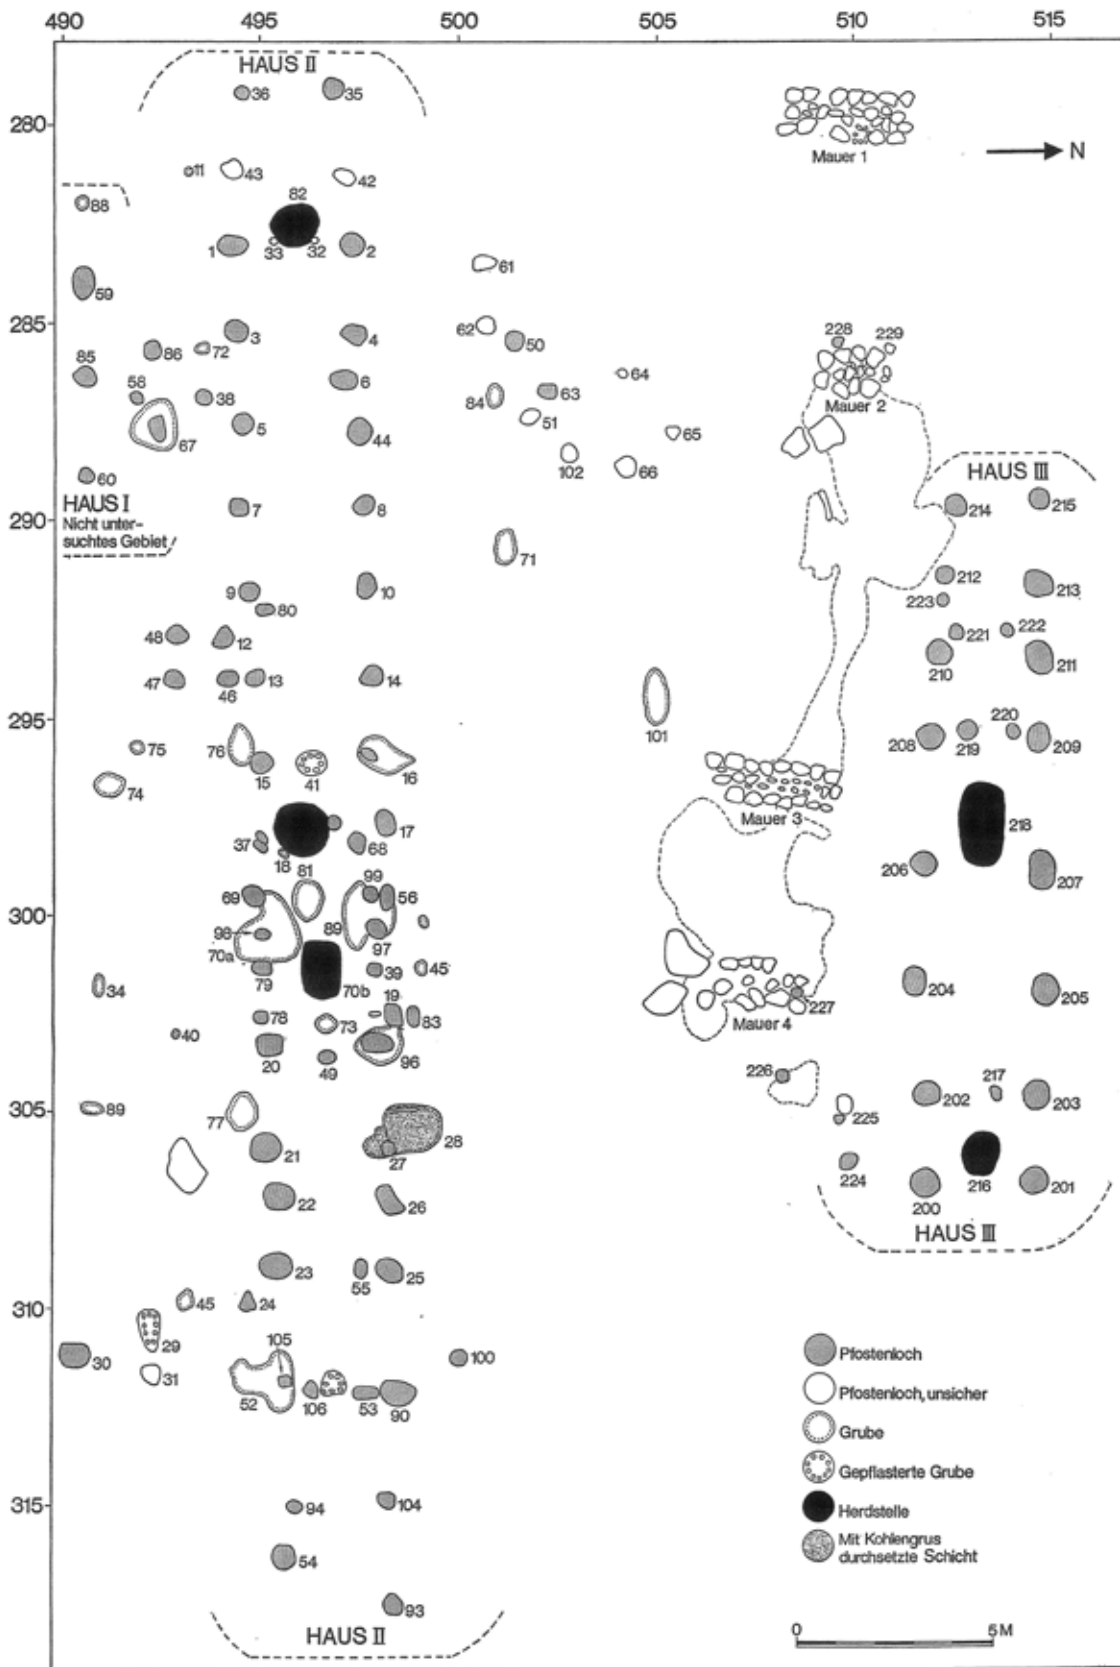 490 495 500 505 510 515
HAUS II
36 35
280
Mauer 1
N
11 43 42
82
88
1 33 32 2
61
59
285
62 50
228 229
3 4
85 86 72
64
58 38 6
84 63
Mauer 2
51
67 5 44
65
102 66
60
HAUS III
HAUS I
Nicht unter-
suchtes Gebiet
7 8
214 215
290
71
9 10
212 213
80
223
48 12
221 222
210 211
47 46 13 14
295
101
220
75 76
208 219 209
15 41 16
74
Mauer 3
17
218
37 68
18
206 207
81
69 99 56
300
98 89 97
70a
79 70b 39 45
34
204 205
19
78 73 83
227
Mauer 4
40
20 49 96
226
217
89
202 203
305
77
225
28
21 27
224
216
22 26
200 201
HAUS III
23 55 25
45 24
310
29
105
30 100
31
52 106 53 90
Pfostenloch
Pfostenloch, unsicher
Grube
Gepflasterte Grube
315
94 104
Herdstelle
Mit Kohlengrus
durchsetzte Schicht
54
93
HAUS II
0 5 M